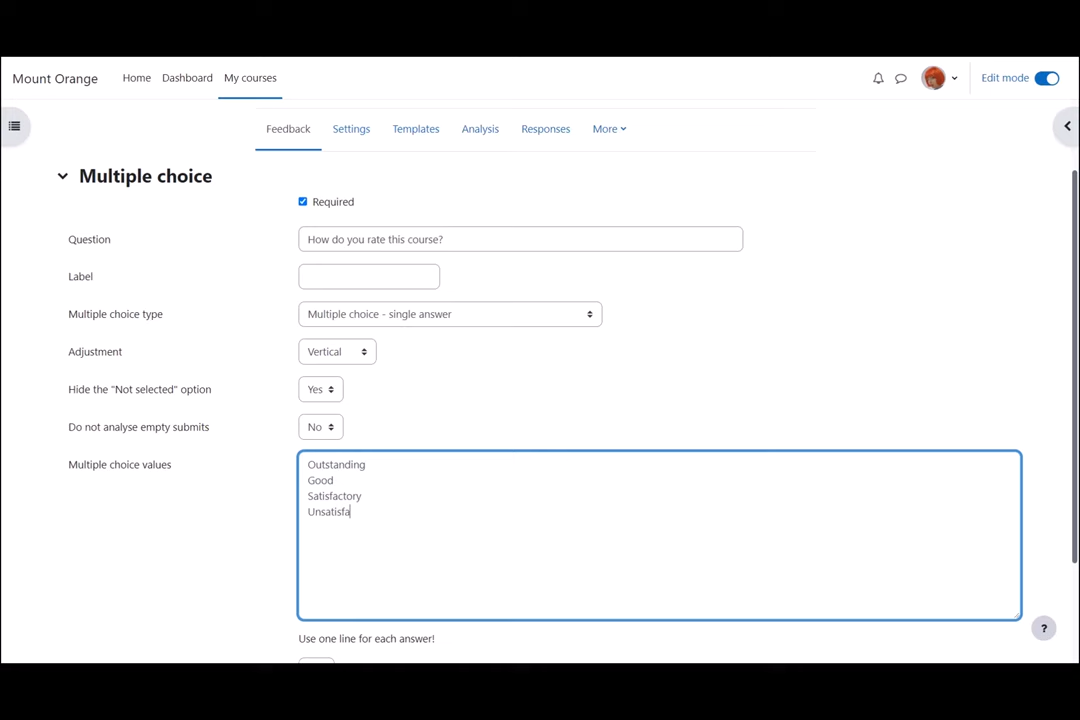 Mount Orange
Home Dashboard My courses
Edit mode
Feedback Settings Templates Analysis Responses More
Multiple choice
Required
Question How do you rate this course?
Label
Multiple choice type Multiple choice - single answer
Adjustment Vertical
Hide the "Not selected" option Yes
Do not analyse empty submits No
Multiple choice values Outstanding
Good
Satisfactory
Unsatisfa
Use one line for each answer!
?